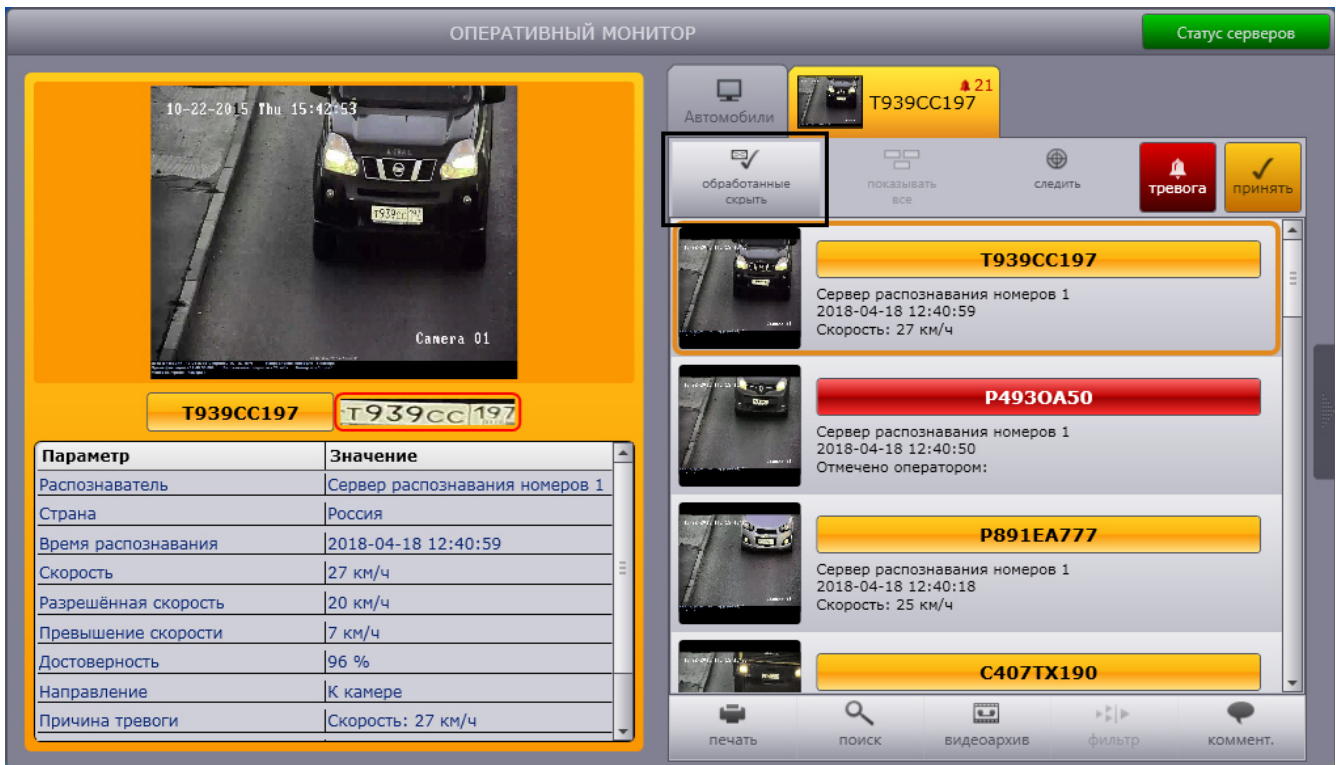 ОПЕРАТИВНЫЙ МОНИТОР
Статус серверов
10-22-2015 Thu 15:42:53
T939cc 197
Camera 01
T939CC197
T939cc 197
Параметр Значение
Распознаватель Сервер распознавания номеров 1
Страна Россия
Время распознавания 2018-04-18 12:40:59
Скорость 27 км/ч
Разрешённая скорость 20 км/ч
Превышение скорости 7 км/ч
Достоверность 96 %
Направление К камере
Причина тревоги Скорость: 27 км/ч
Автомобили
T939CC197
21
обработанные
скрыть
показывать
все
следить
тревога
принять
T939CC197
Сервер распознавания номеров 1
2018-04-18 12:40:59
Скорость: 27 км/ч
P493OA50
Сервер распознавания номеров 1
2018-04-18 12:40:50
Отмечено оператором:
P891EA777
Сервер распознавания номеров 1
2018-04-18 12:40:18
Скорость: 25 км/ч
C407TX190
печать
поиск
видеоархив
фильтр
коммент.